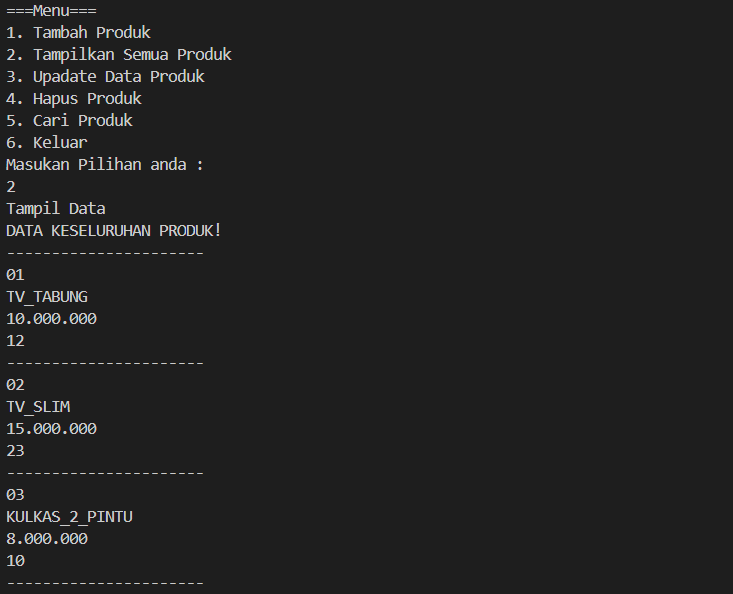 ===Menu===
1. Tambah Produk
2. Tampilkan Semua Produk
3. Upadate Data Produk
4. Hapus Produk
5. Cari Produk
6. Keluar
Masukan Pilihan anda :
2
Tampil Data
DATA KESELURUHAN PRODUK!
----------------------
01
TV_TABUNG
10.000.000
12
----------------------
02
TV_SLIM
15.000.000
23
----------------------
03
KULKAS_2_PINTU
8.000.000
10
----------------------